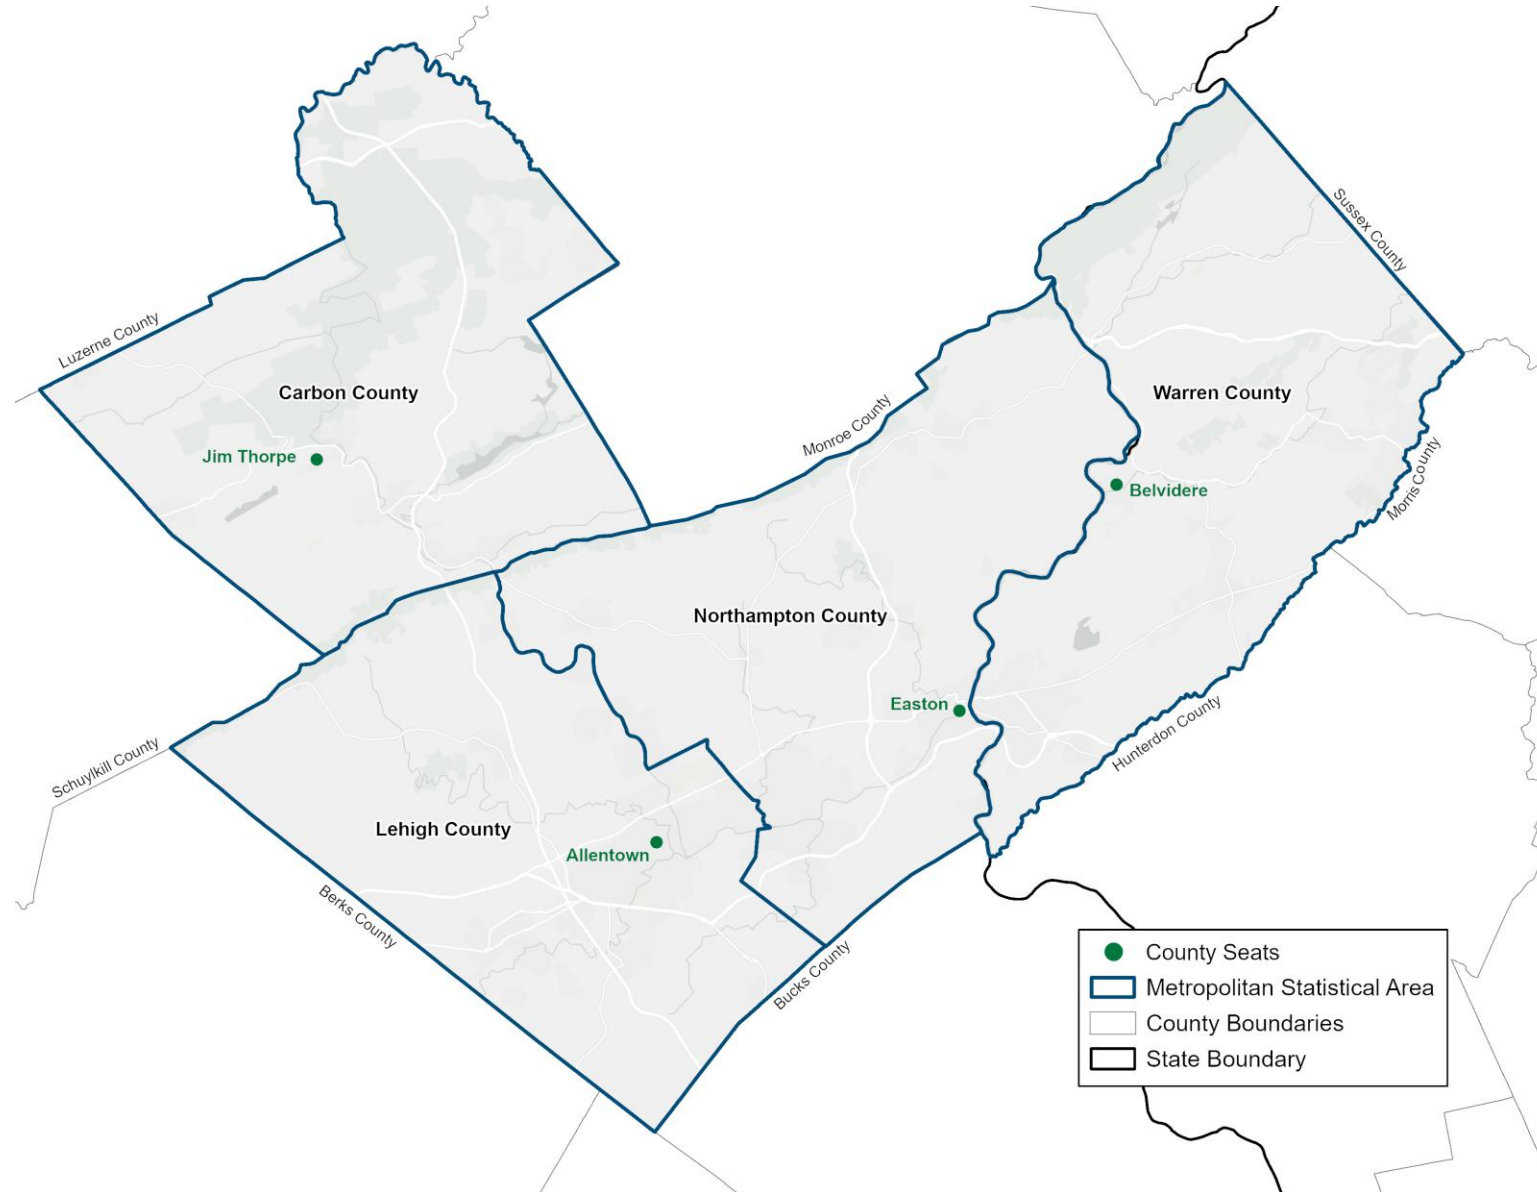 Sussex County
Luzerne County
Carbon County
Warren County
Monroe County
Jim Thorpe
Morris County
Belvidere
Northampton County
Easton
Hunterdon County
Schuylkill County
Lehigh County
Allentown
Berks County
Bucks County
County Seats
Metropolitan Statistical Area
County Boundaries
State Boundary